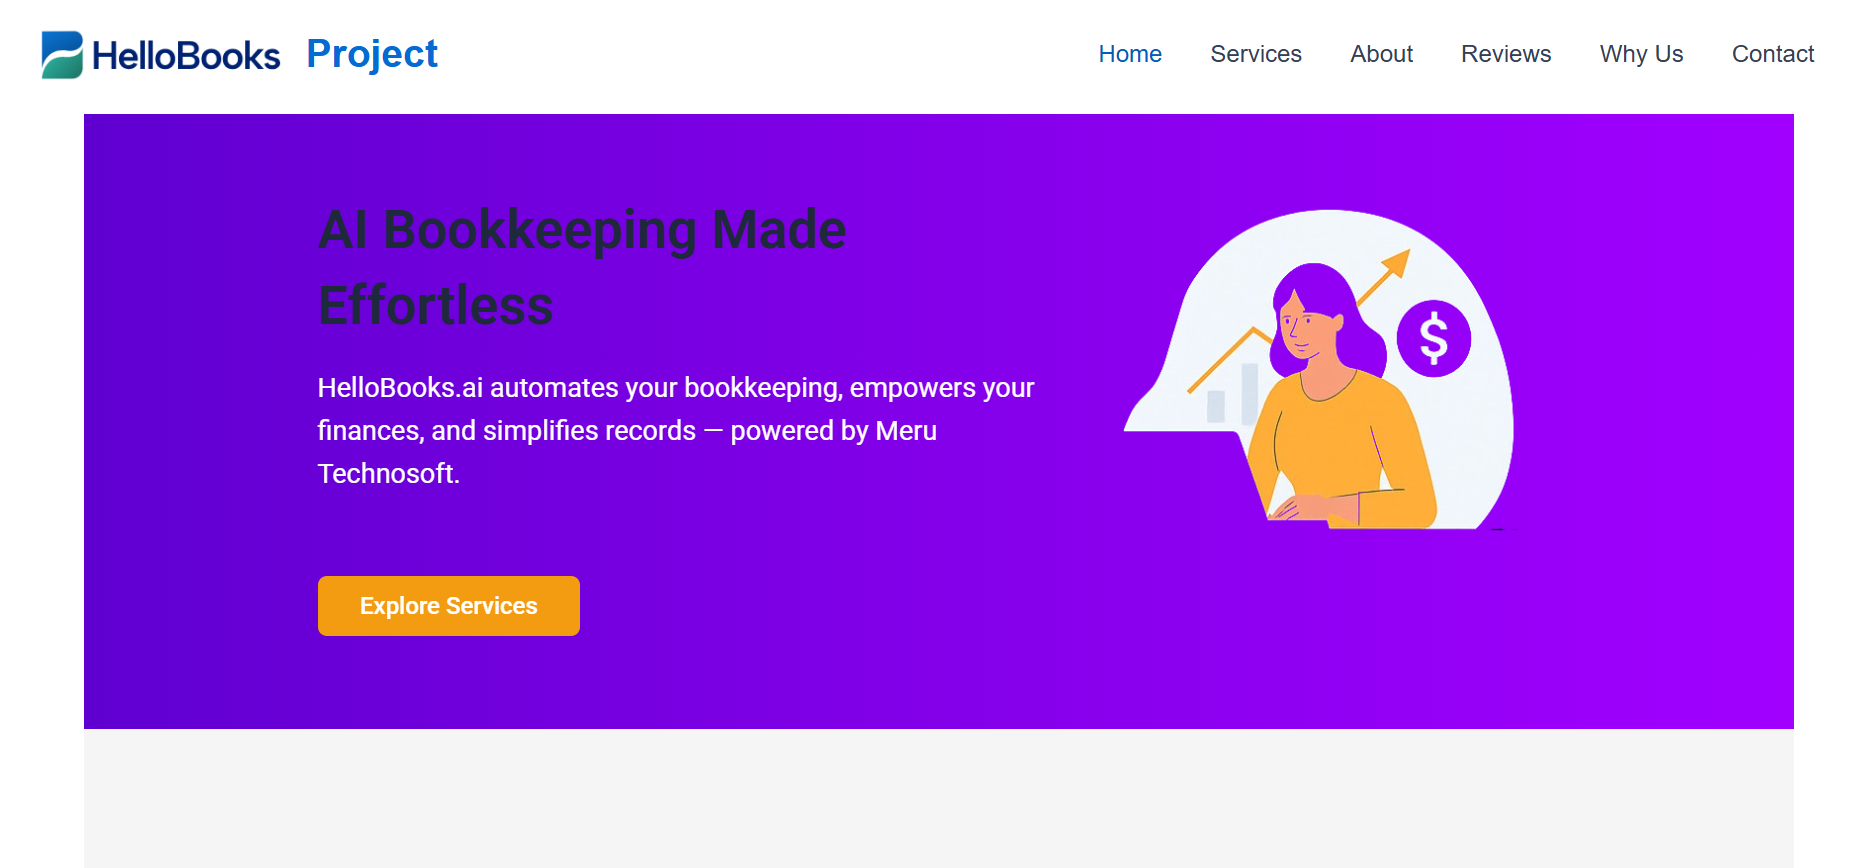 HelloBooks Project
Home Services About Reviews Why Us Contact
AI Bookkeeping Made
Effortless
HelloBooks.ai automates your bookkeeping, empowers your
finances, and simplifies records — powered by Meru
Technosoft.
$
Explore Services